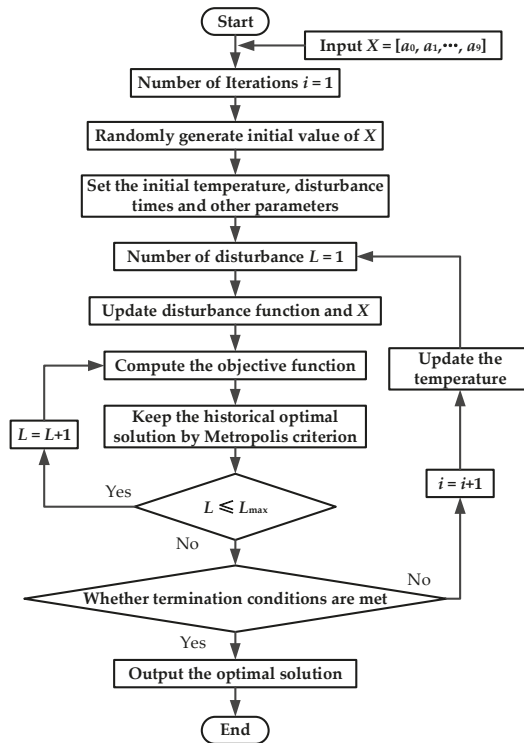 Start
Input X = [a₀, a₁,···, a₉]
Number of Iterations i = 1
Randomly generate initial value of X
Set the initial temperature, disturbance
times and other parameters
Number of disturbance L = 1
Update disturbance function and X
Compute the objective function
Update the
temperature
Keep the historical optimal
solution by Metropolis criterion
L = L+1
i = i+1
Yes
L ⩽ Lmax
No
No
Whether termination conditions are met
Yes
Output the optimal solution
End